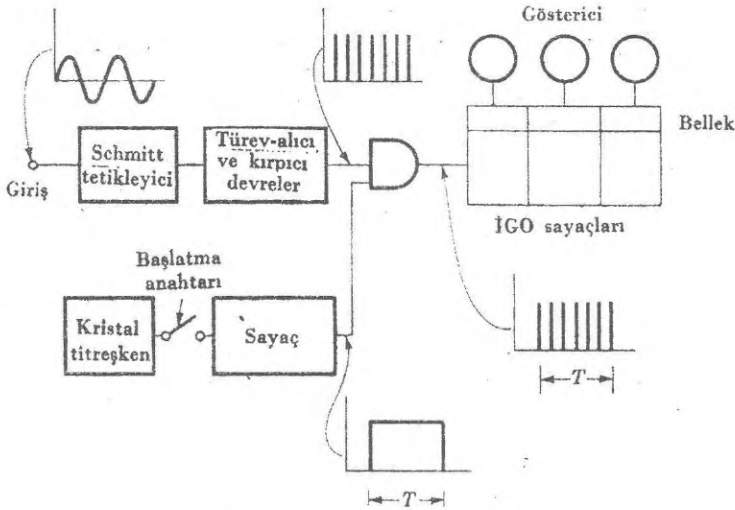 Gösterici
Bellek
Schmitt
tetikleyici
Türev-alıcı
ve kırpıcı
devreler
Giriş
İGO sayaçları
Başlatma
anahtarı
Kristal
titreşken
Sayaç
T
T